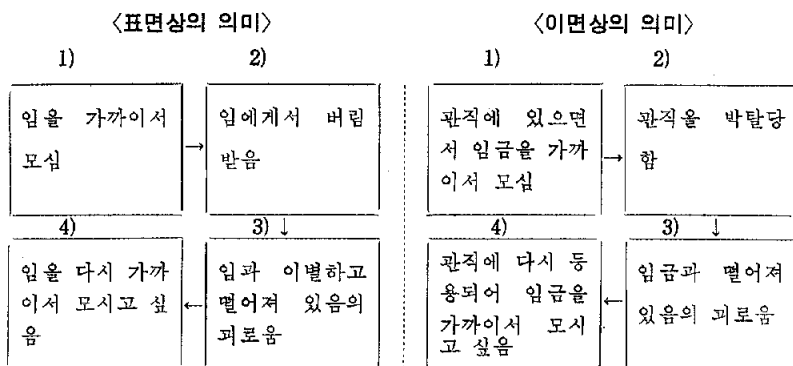 〈표면상의 의미〉
1) 2)
임을 가까이서
모심
→
임에게서 버림
받음
4) 3) ↓
임을 다시 가까
이서 모시고 싶
음
←
임과 이별하고
떨어져 있음의
괴로움
〈이면상의 의미〉
1) 2)
관직에 있으면
서 임금을 가까
이서 모심
→
관직을 박탈당
함
4) 3) ↓
관직에 다시 등
용되어 임금을
가까이서 모시
고 싶음
←
임금과 떨어져
있음의 괴로움